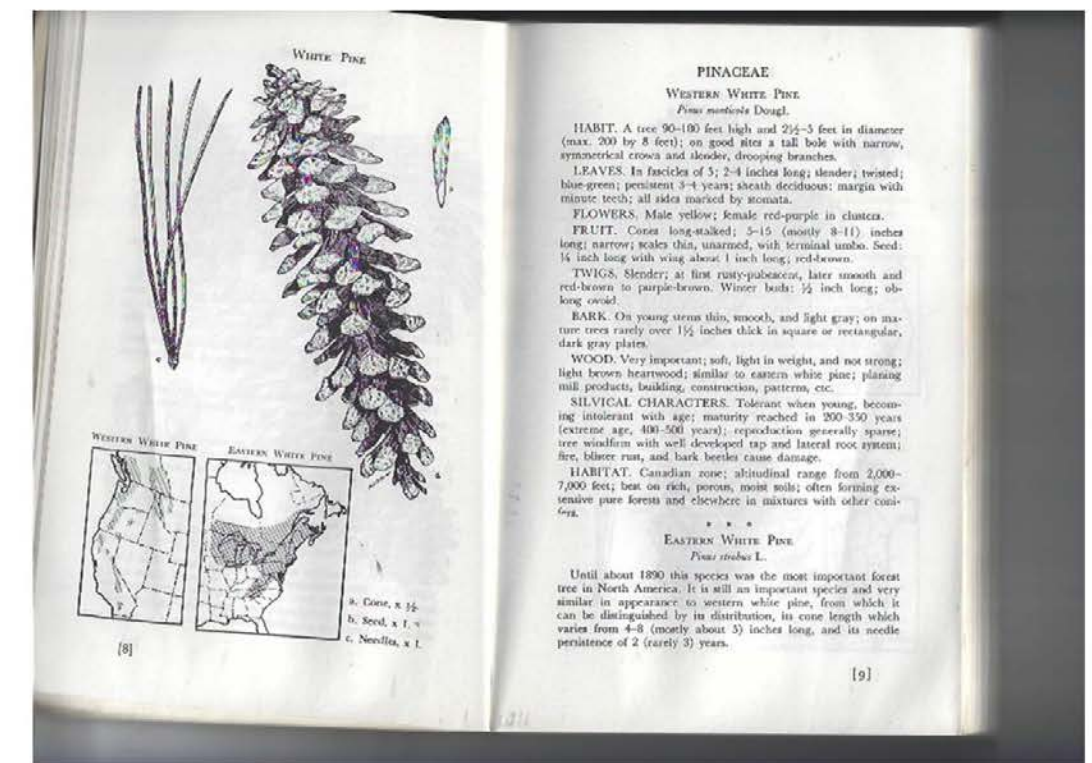 WHITE PINE
WESTERN WHITE PINE
EASTERN WHITE PINE
a. Cone, x ½.
b. Seed, x 1.
c. Needles, x 1.
[8]
PINACEAE
WESTERN WHITE PINE
Pinus monticola Dougl.
HABIT. A tree 90–180 feet high and 2½–3 feet in diameter
(max. 200 by 8 feet); on good sites a tall bole with narrow,
symmetrical crown and slender, drooping branches.
LEAVES. In fascicles of 5; 2–4 inches long; slender; twisted;
blue-green; persistent 3–4 years; sheath deciduous; margin with
minute teeth; all sides marked by stomata.
FLOWERS. Male yellow; female red-purple in clusters.
FRUIT. Cones long-stalked; 5–15 (mostly 8–11) inches
long; narrow; scales thin, unarmed, with terminal umbo. Seed:
¼ inch long with wing about 1 inch long; red-brown.
TWIGS. Slender; at first rusty-pubescent, later smooth and
red-brown to purple-brown. Winter buds: ½ inch long; ob-
long ovoid.
BARK. On young stems thin, smooth, and light gray; on ma-
ture trees rarely over 1½ inches thick in square or rectangular,
dark gray plates.
WOOD. Very important; soft, light in weight, and not strong;
light brown heartwood; similar to eastern white pine; planing
mill products, building, construction, patterns, etc.
SILVICAL CHARACTERS. Tolerant when young, becom-
ing intolerant with age; maturity reached in 200–350 years
(extreme age, 400–500 years); reproduction generally sparse;
tree windfirm with well developed tap and lateral root system;
fire, blister rust, and bark beetles cause damage.
HABITAT. Canadian zone; altitudinal range from 2,000–
7,000 feet; best on rich, porous, moist soils; often forming ex-
tensive pure forests and elsewhere in mixtures with other coni-
fers.
* * *
EASTERN WHITE PINE
Pinus strobus L.
Until about 1890 this species was the most important forest
tree in North America. It is still an important species and very
similar in appearance to western white pine, from which it
can be distinguished by its distribution, its cone length which
varies from 4–8 (mostly about 5) inches long, and its needle
persistence of 2 (rarely 3) years.
[9]